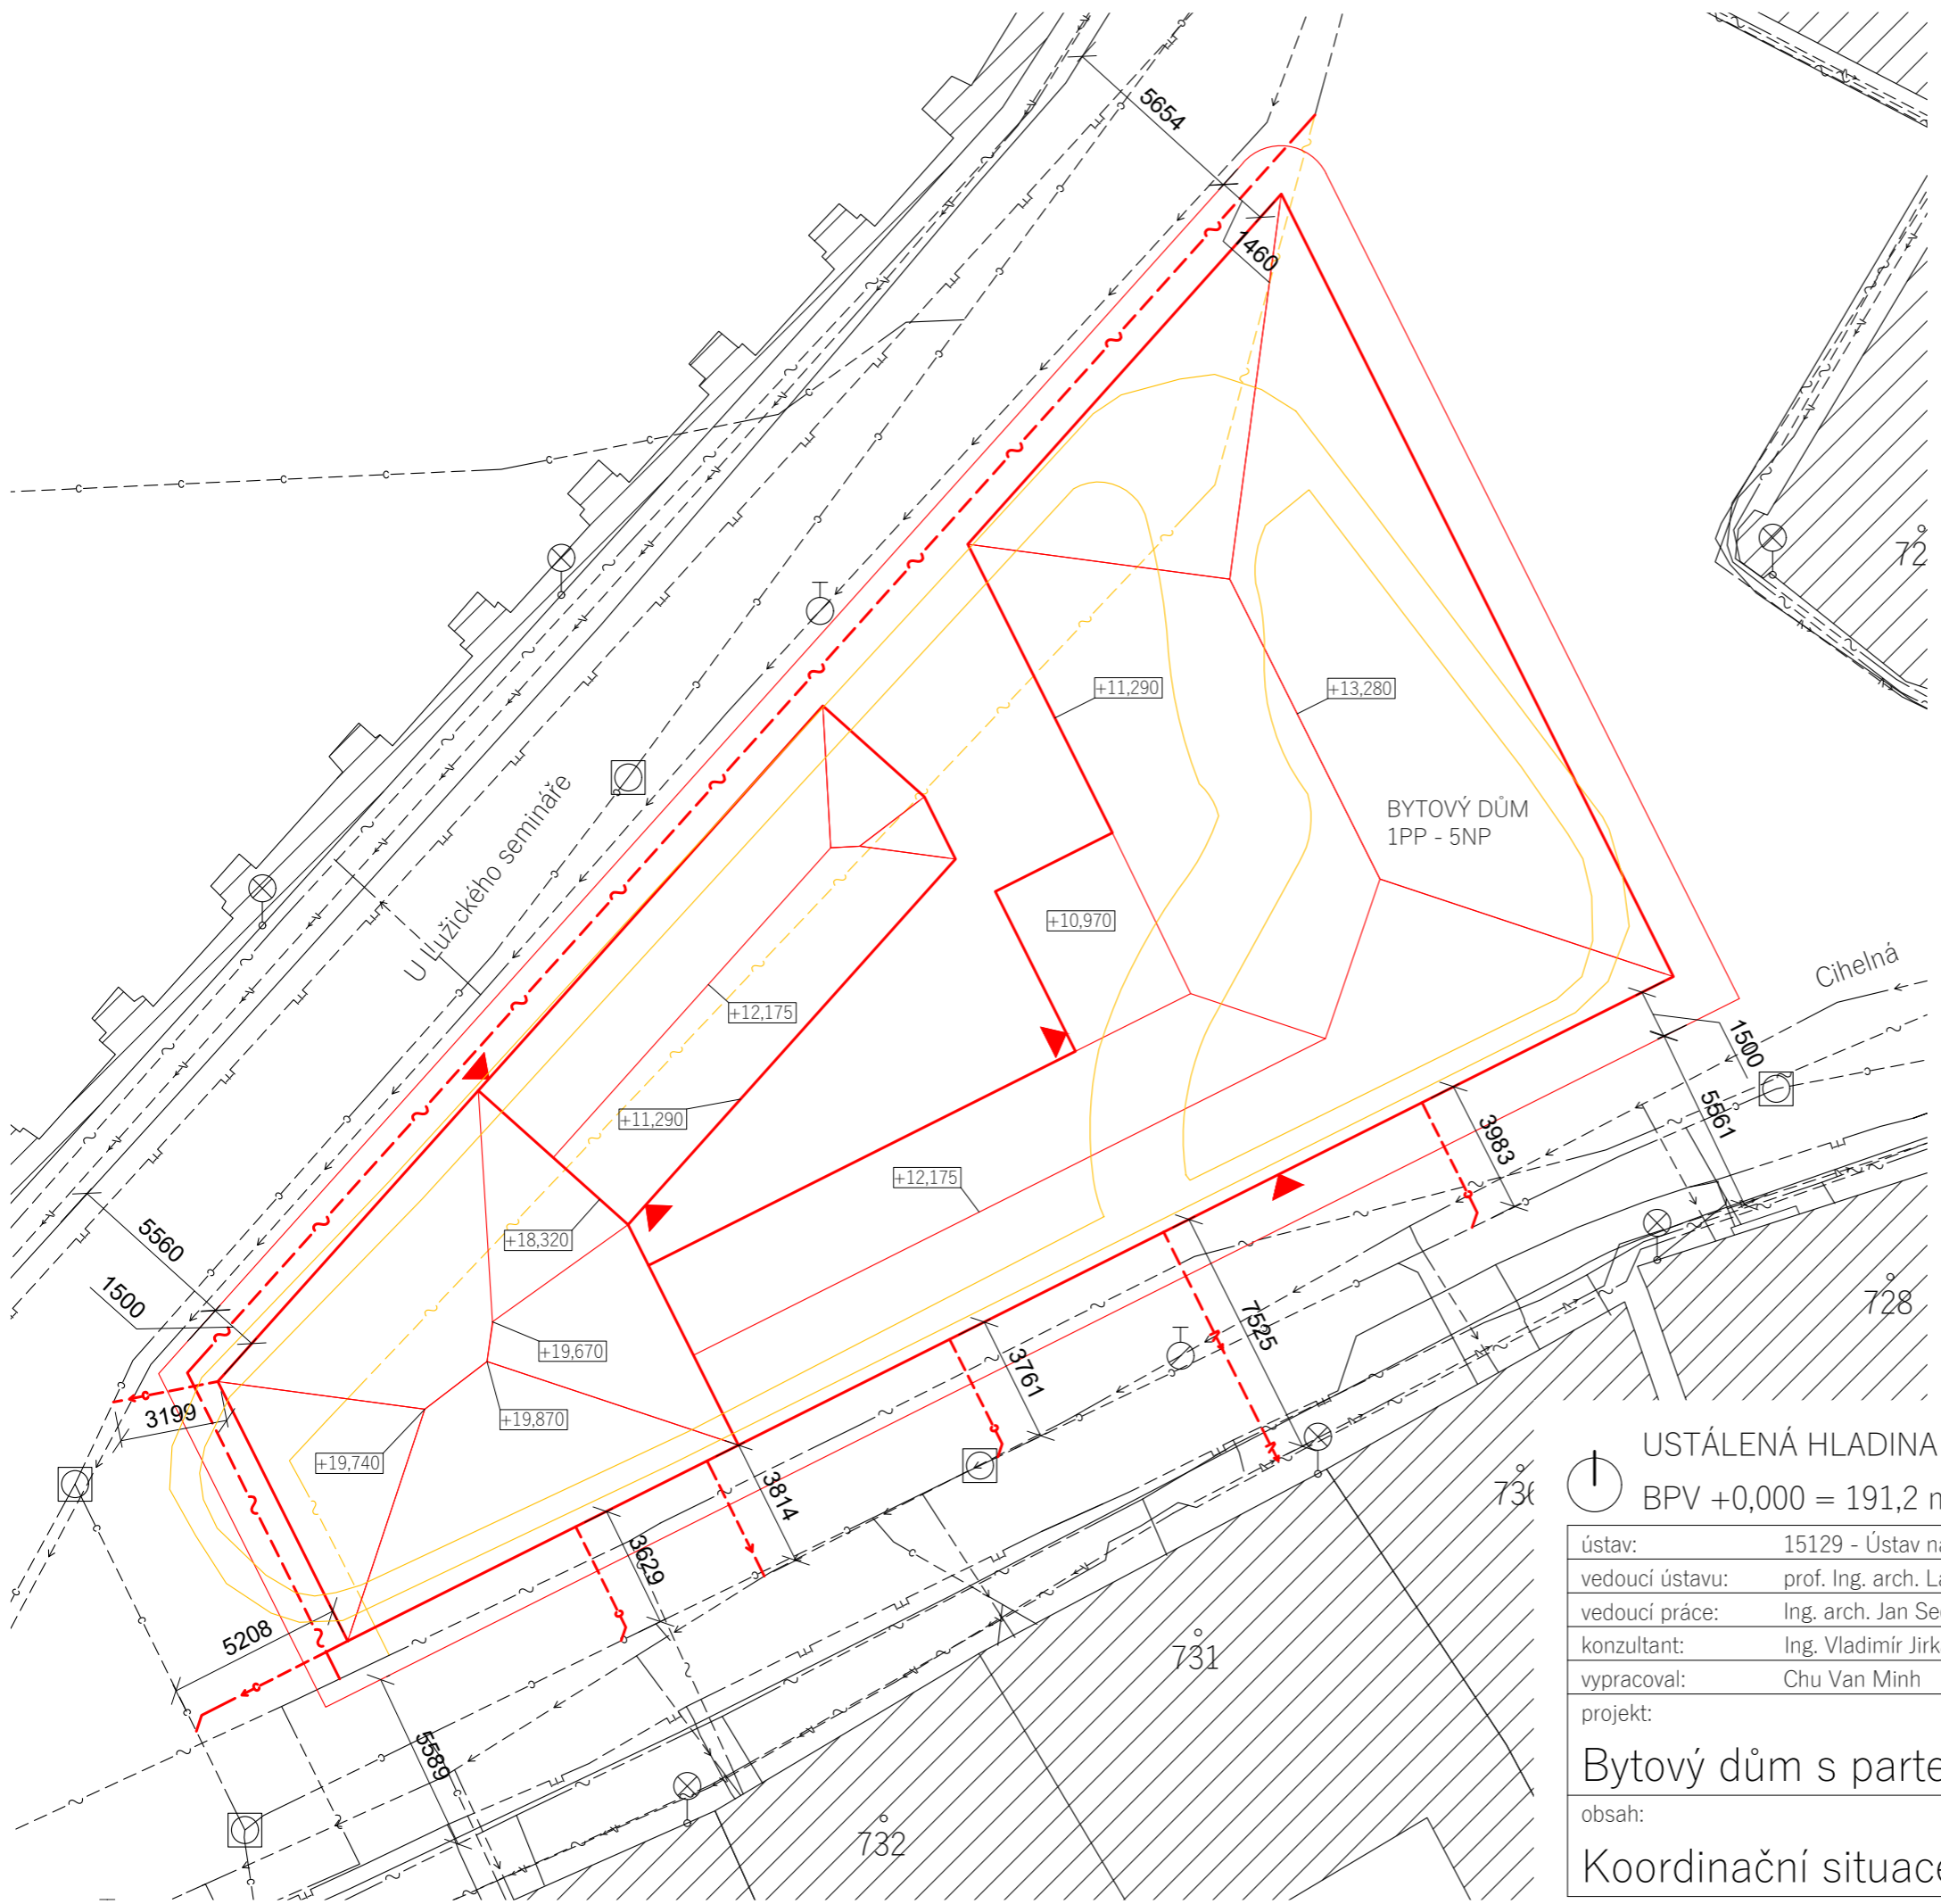 5654
1460
72
+11,290
+13,280
BYTOVÝ DŮM
1PP - 5NP
U lužického semináře
+10,970
Cihelná
+12,175
1500
5561
+11,290
3983
+12,175
5560
+18,320
1500
7525
728
+19,670
3761
3199
+19,870
+19,740
3814
3629
5208
731
5589
732
USTÁLENÁ HLADINA
BPV +0,000 = 191,2
ústav: 15129 - Ústav
vedoucí ústavu: prof. Ing. arch.
vedoucí práce: Ing. arch. Jan
konzultant: Ing. Vladimír
vypracoval: Chu Van Minh
projekt:
Bytový dům s
obsah:
Koordinační situace